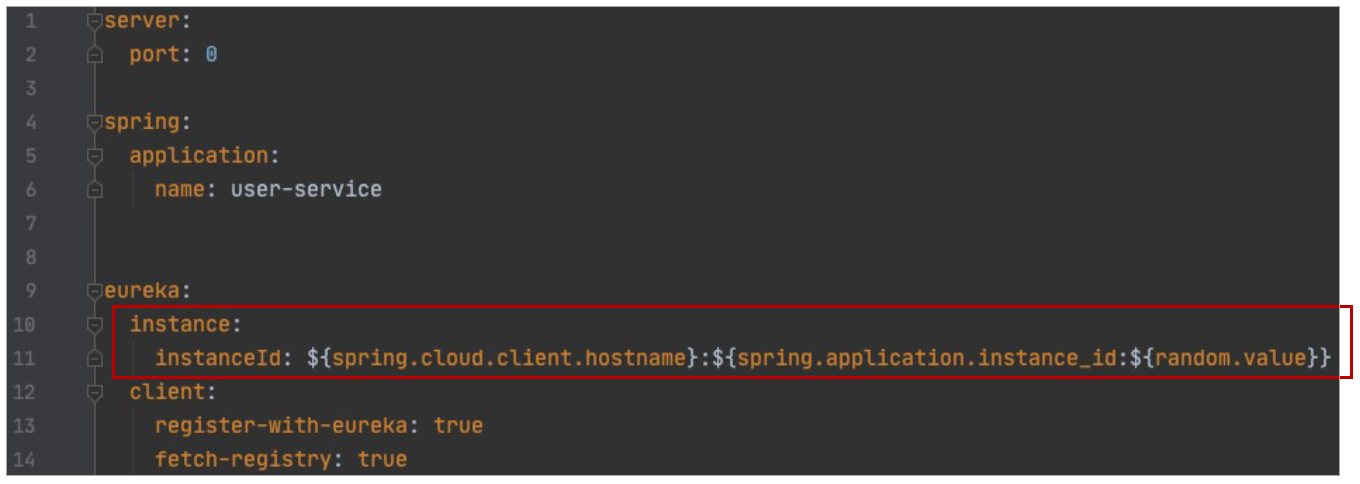 1 server:
2   port: 0
3
4 spring:
5   application:
6     name: user-service
7
8
9 eureka:
10   instance:
11     instanceId: ${spring.cloud.client.hostname}:${spring.application.instance_id:${random.value}}
12   client:
13     register-with-eureka: true
14     fetch-registry: true